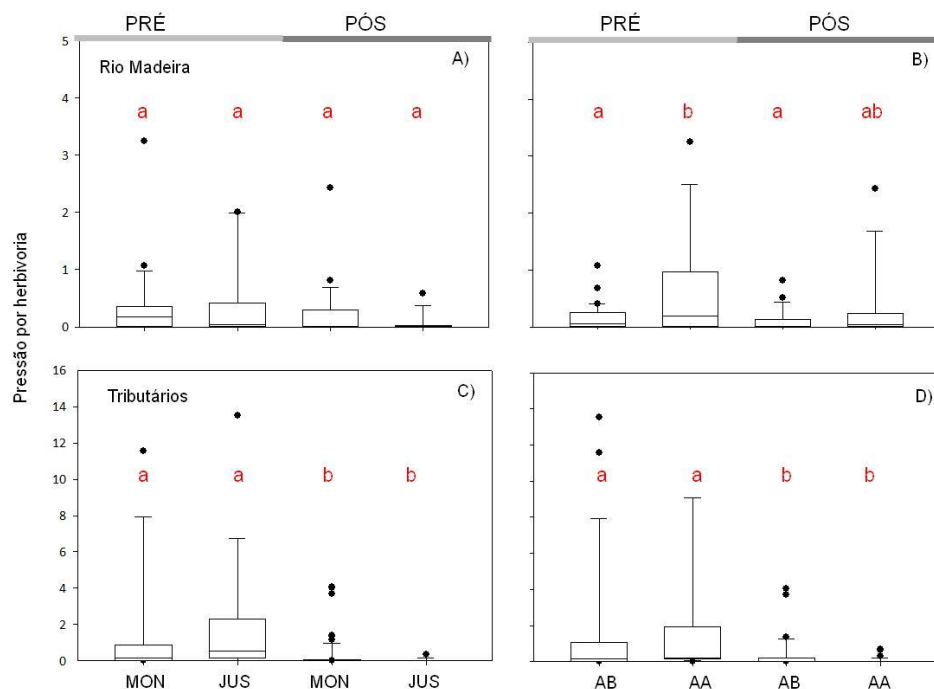 PRÉ PÓS PRÉ PÓS
5 Rio Madeira A) B)
4
a a a a a b a ab
3
2
1
0
Pressão por herbivoria
16 Tributários C) D)
14
12
10 a a b b a a b b
8
6
4
2
0
MON JUS MON JUS AB AA AB AA